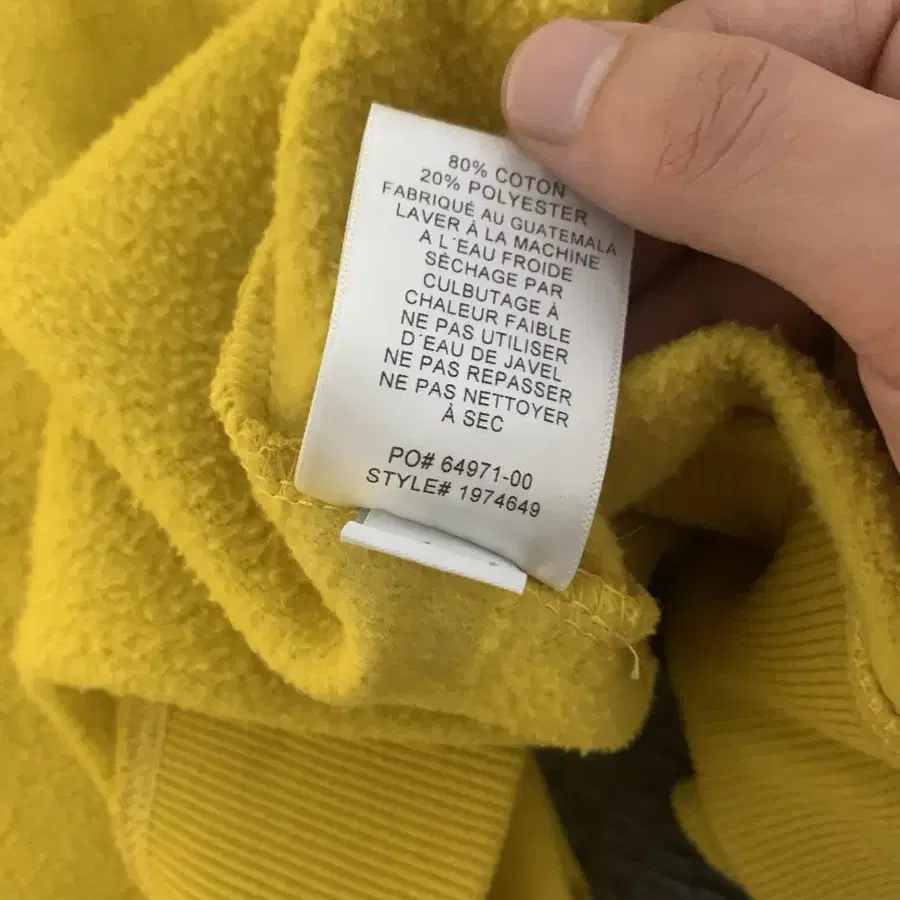 80% COTON
20% POLYESTER
FABRIQUÉ AU GUATEMALA
LAVER À LA MACHINE
A L´EAU FROIDE
SÈCHAGE PAR
CULBUTAGE À
CHALEUR FAIBLE
NE PAS UTILISER
D´EAU DE JAVEL
NE PAS REPASSER
NE PAS NETTOYER
À SEC
PO# 64971-00
STYLE# 1974649